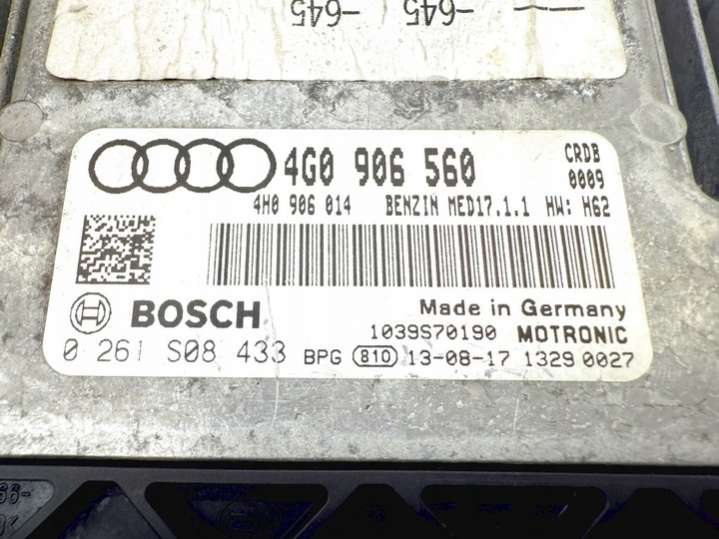 -645 -645
4G0 906 560 CRDB
0009
4H0 906 014 BENZIN MED17.1.1 HW: H62
BOSCH Made in Germany
1039S70190 MOTRONIC
0 261 S08 433 BPG 810 13-08-17 1329 0027